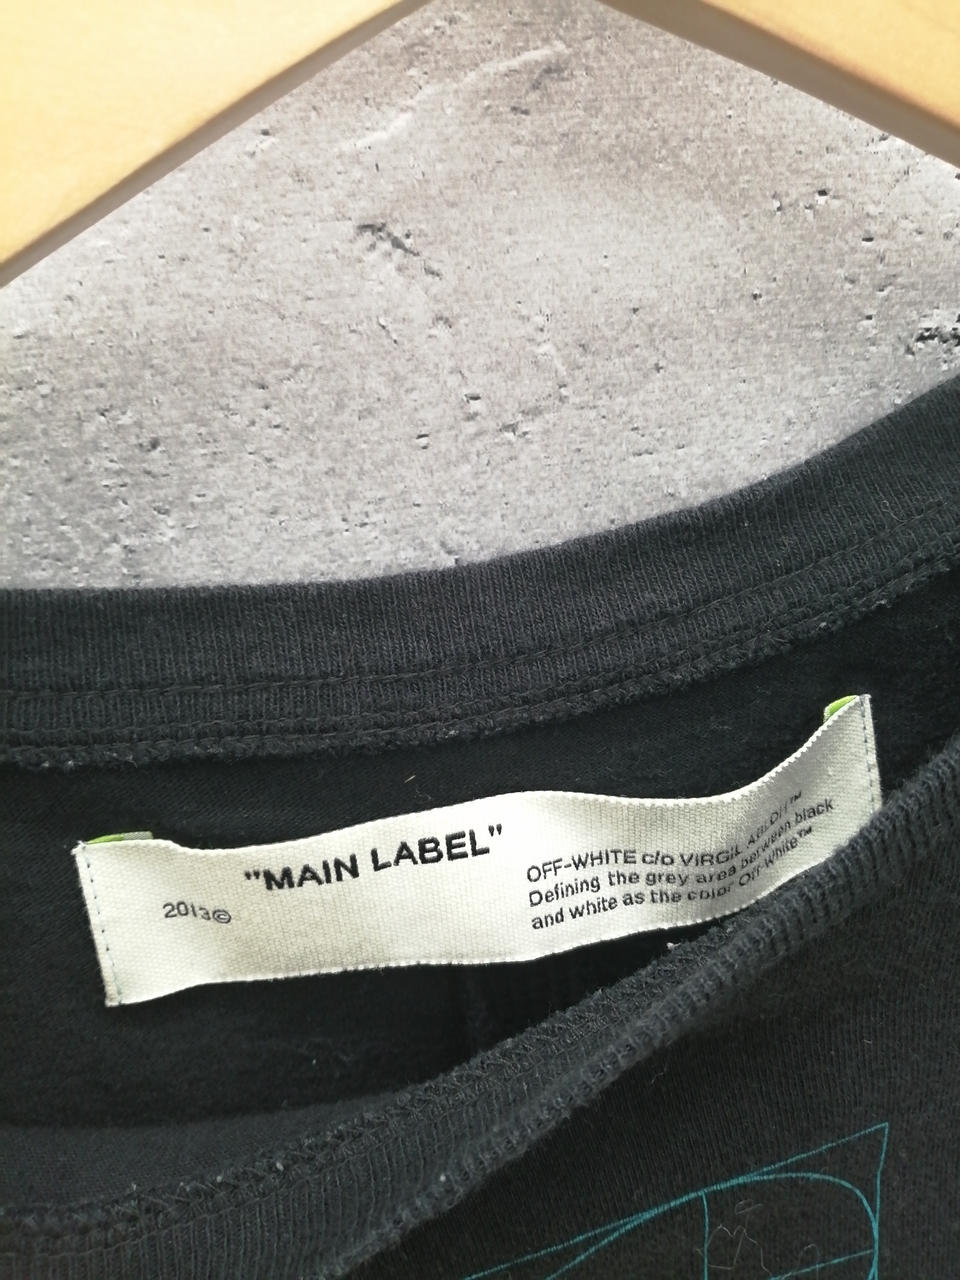 "MAIN LABEL"
2013©
OFF-WHITE c/o VIRGIL ABLOH™
Defining the grey area between black
and white as the color Off-White™